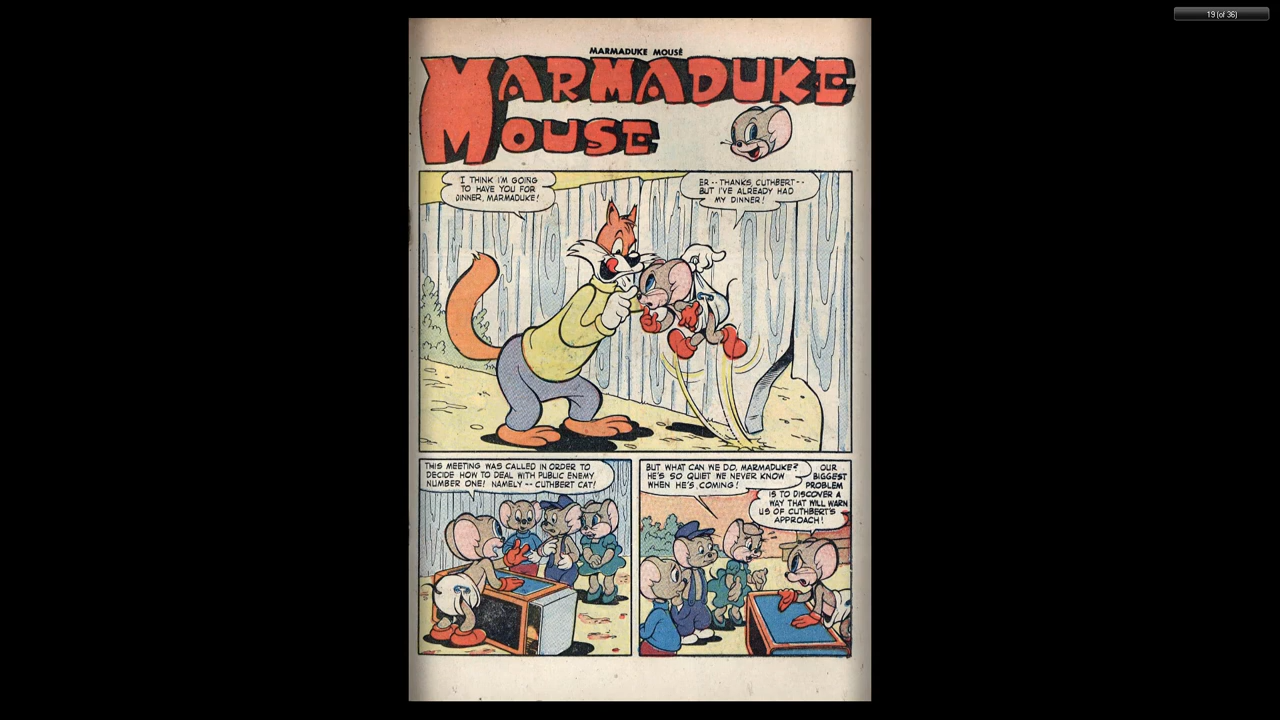 19 (of 36)
MARMADUKE MOUSE
MARMADUKE
MOUSE
I THINK I'M GOING
TO HAVE YOU FOR
DINNER, MARMADUKE!
ER -- THANKS, CUTHBERT --
BUT I'VE ALREADY HAD
MY DINNER!
THIS MEETING WAS CALLED IN ORDER TO
DECIDE HOW TO DEAL WITH PUBLIC ENEMY
NUMBER ONE! NAMELY -- CUTHBERT CAT!
BUT WHAT CAN WE DO, MARMADUKE?
HE'S SO QUIET WE NEVER KNOW
WHEN HE'S COMING!
OUR
BIGGEST
PROBLEM
IS TO DISCOVER A
WAY THAT WILL WARN
US OF CUTHBERT'S
APPROACH!